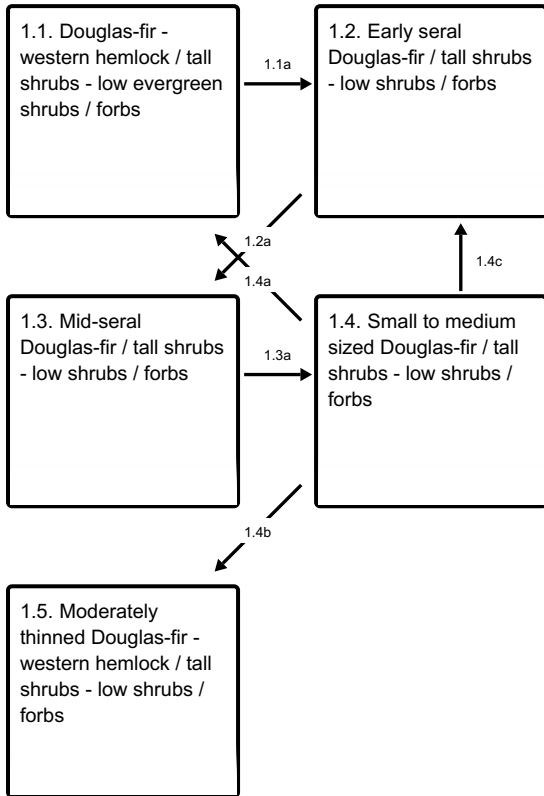 1.1. Douglas-fir -
western hemlock / tall
shrubs - low evergreen
shrubs / forbs
1.1a
1.2. Early seral
Douglas-fir / tall shrubs
- low shrubs / forbs
1.2a
1.4a
1.4c
1.3. Mid-seral
Douglas-fir / tall shrubs
- low shrubs / forbs
1.3a
1.4. Small to medium
sized Douglas-fir / tall
shrubs - low shrubs /
forbs
1.4b
1.5. Moderately
thinned Douglas-fir -
western hemlock / tall
shrubs - low shrubs /
forbs